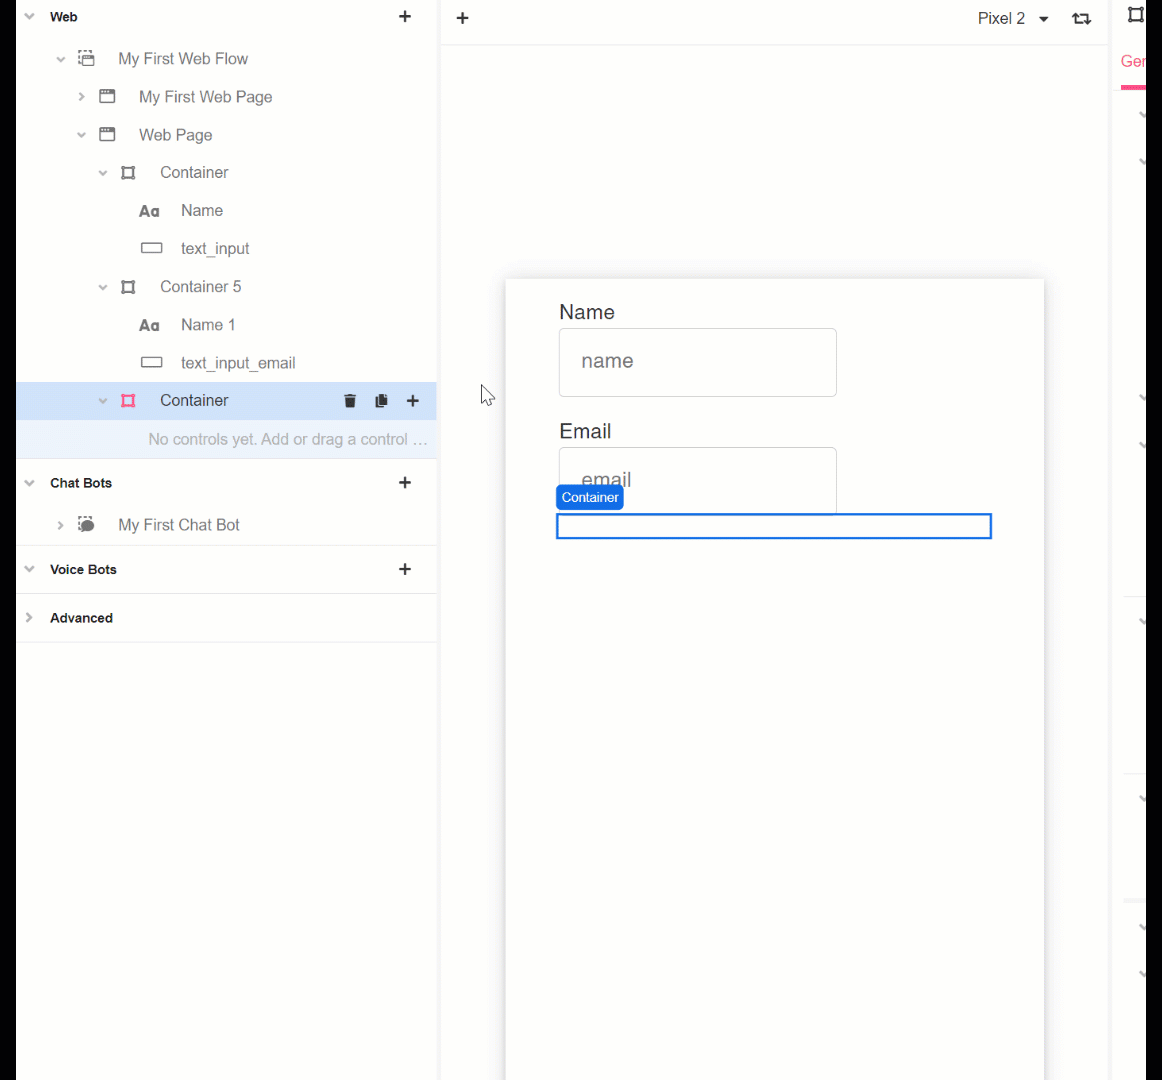 Web
My First Web Flow
My First Web Page
Web Page
Container
Aa Name
text_input
Container 5
Aa Name 1
text_input_email
Container
No controls yet. Add or drag a control ...
Chat Bots
My First Chat Bot
Voice Bots
Advanced
Pixel 2
Name
name
Email
email
Container